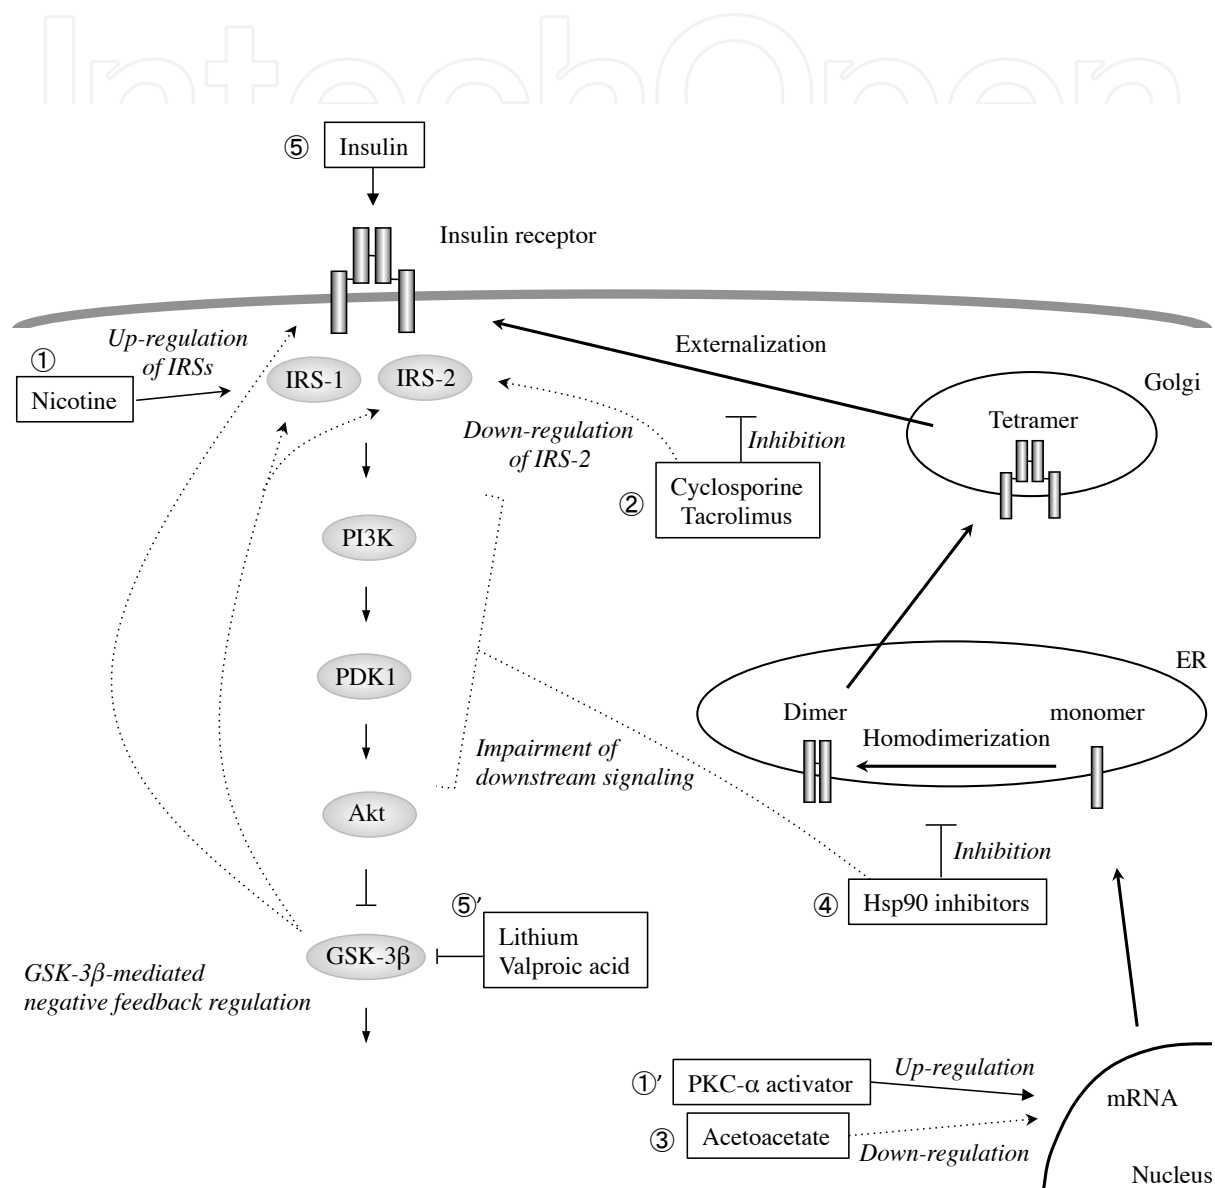 IntechOpen
⑤ Insulin
Insulin receptor
Up-regulation
of IRSs
①
Nicotine
IRS-1
IRS-2
Externalization
Golgi
Tetramer
Down-regulation
of IRS-2
Inhibition
②
Cyclosporine
Tacrolimus
PI3K
PDK1
ER
Dimer
monomer
Homodimerization
Impairment of
downstream signaling
Akt
Inhibition
④ Hsp90 inhibitors
⑤’
Lithium
Valproic acid
GSK-3β
GSK-3β-mediated
negative feedback regulation
①’ PKC-α activator
Up-regulation
mRNA
③ Acetoacetate
Down-regulation
Nucleus